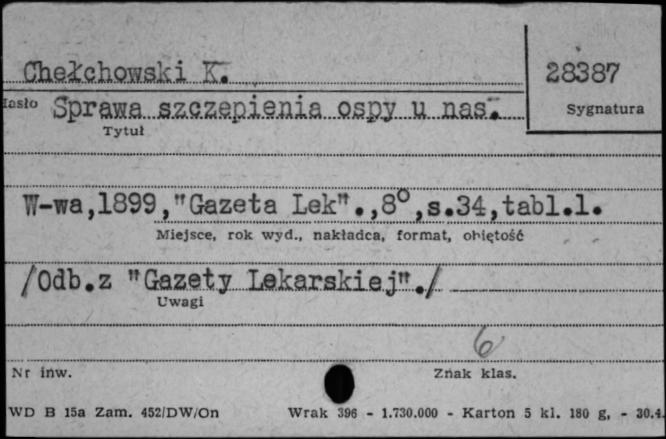 Chełchowski K.
28387
Hasło Sprawa szczepienia ospy u nas.
Sygnatura
Tytuł
W-wa,1899,"Gazeta Lek".,8°,s.34,tabl.1.
Miejsce, rok wyd., nakładca, format, objętość
/Odb.z "Gazety Lekarskiej"./
Uwagi
6
Nr inw.
Znak klas.
WD B 15a Zam. 452/DW/On Wrak 396 - 1.730.000 - Karton 5 kl. 180 g, - 30.4.